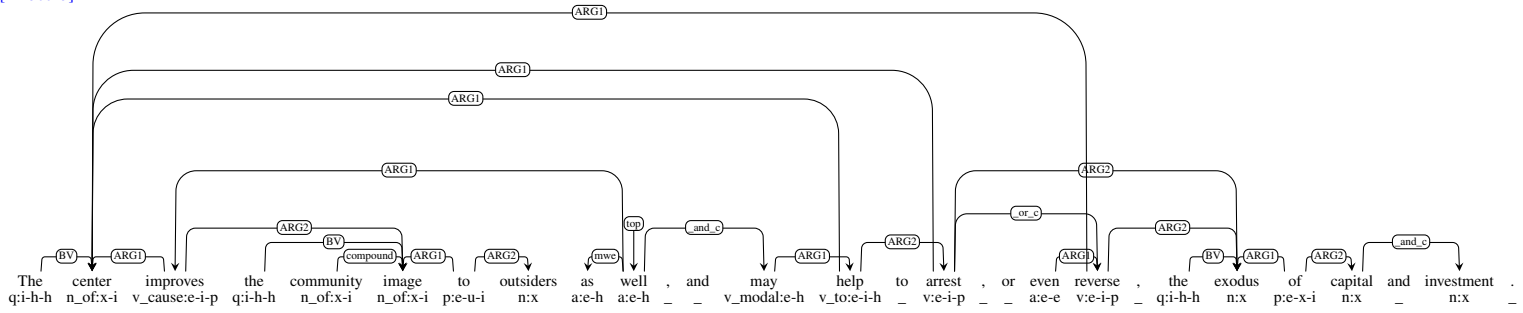 ARG1
ARG1
ARG1
ARG1 ARG2
top _or_c
ARG2 _and_c ARG2
BV _and_c
BV ARG1 compound ARG1 ARG2 mwe ARG1 ARG2 ARG1 BV ARG1 ARG2
The center improves the community image to outsiders as well , and may help to arrest , or even reverse , the exodus of capital and investment .
q:i-h-h n_of:x-i v_cause:e-i-p q:i-h-h n_of:x-i n_of:x-i p:e-u-i n:x a:e-h a:e-h _ _ v_modal:e-h v_to:e-i-h _ v:e-i-p _ _ a:e-e v:e-i-p _ q:i-h-h n:x p:e-x-i n:x _ n:x _